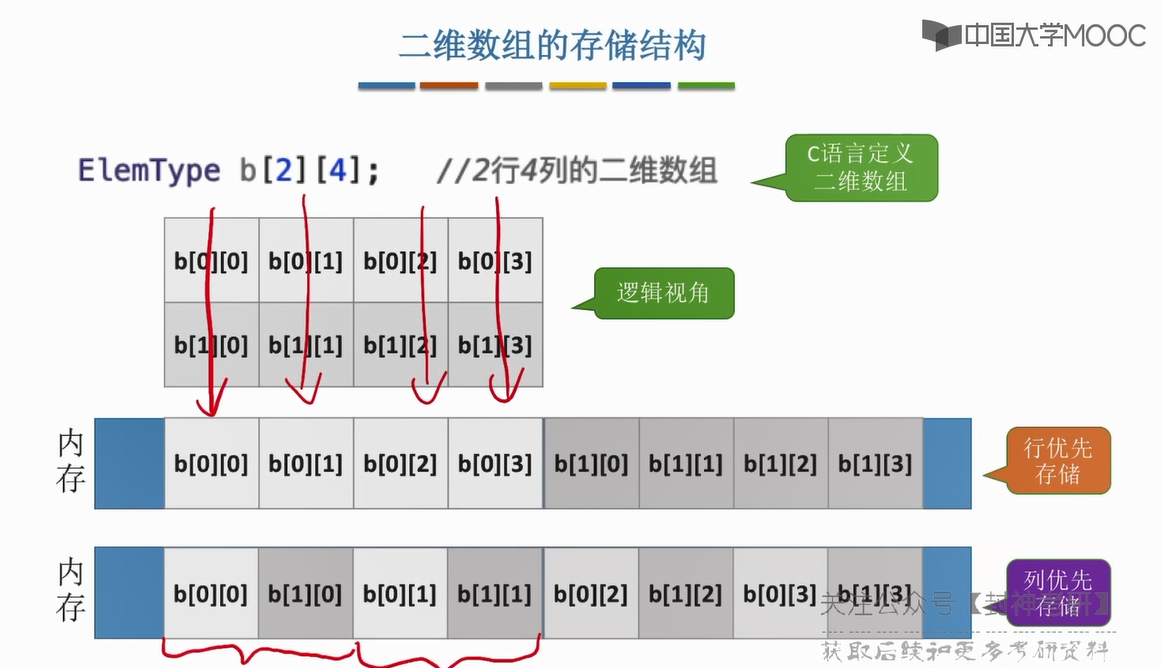 中国大学MOOC
二维数组的存储结构
ElemType b[2][4]; //2行4列的二维数组
C语言定义
二维数组
b[0][0] b[0][1] b[0][2] b[0][3]
逻辑视角
b[1][0] b[1][1] b[1][2] b[1][3]
内存
b[0][0] b[0][1] b[0][2] b[0][3] b[1][0] b[1][1] b[1][2] b[1][3]
行优先
存储
内存
b[0][0] b[1][0] b[0][1] b[1][1] b[0][2] b[1][2] b[0][3] b[1][3]
列优先
存储
关注公众号【封神
获取后续和更多考研资料